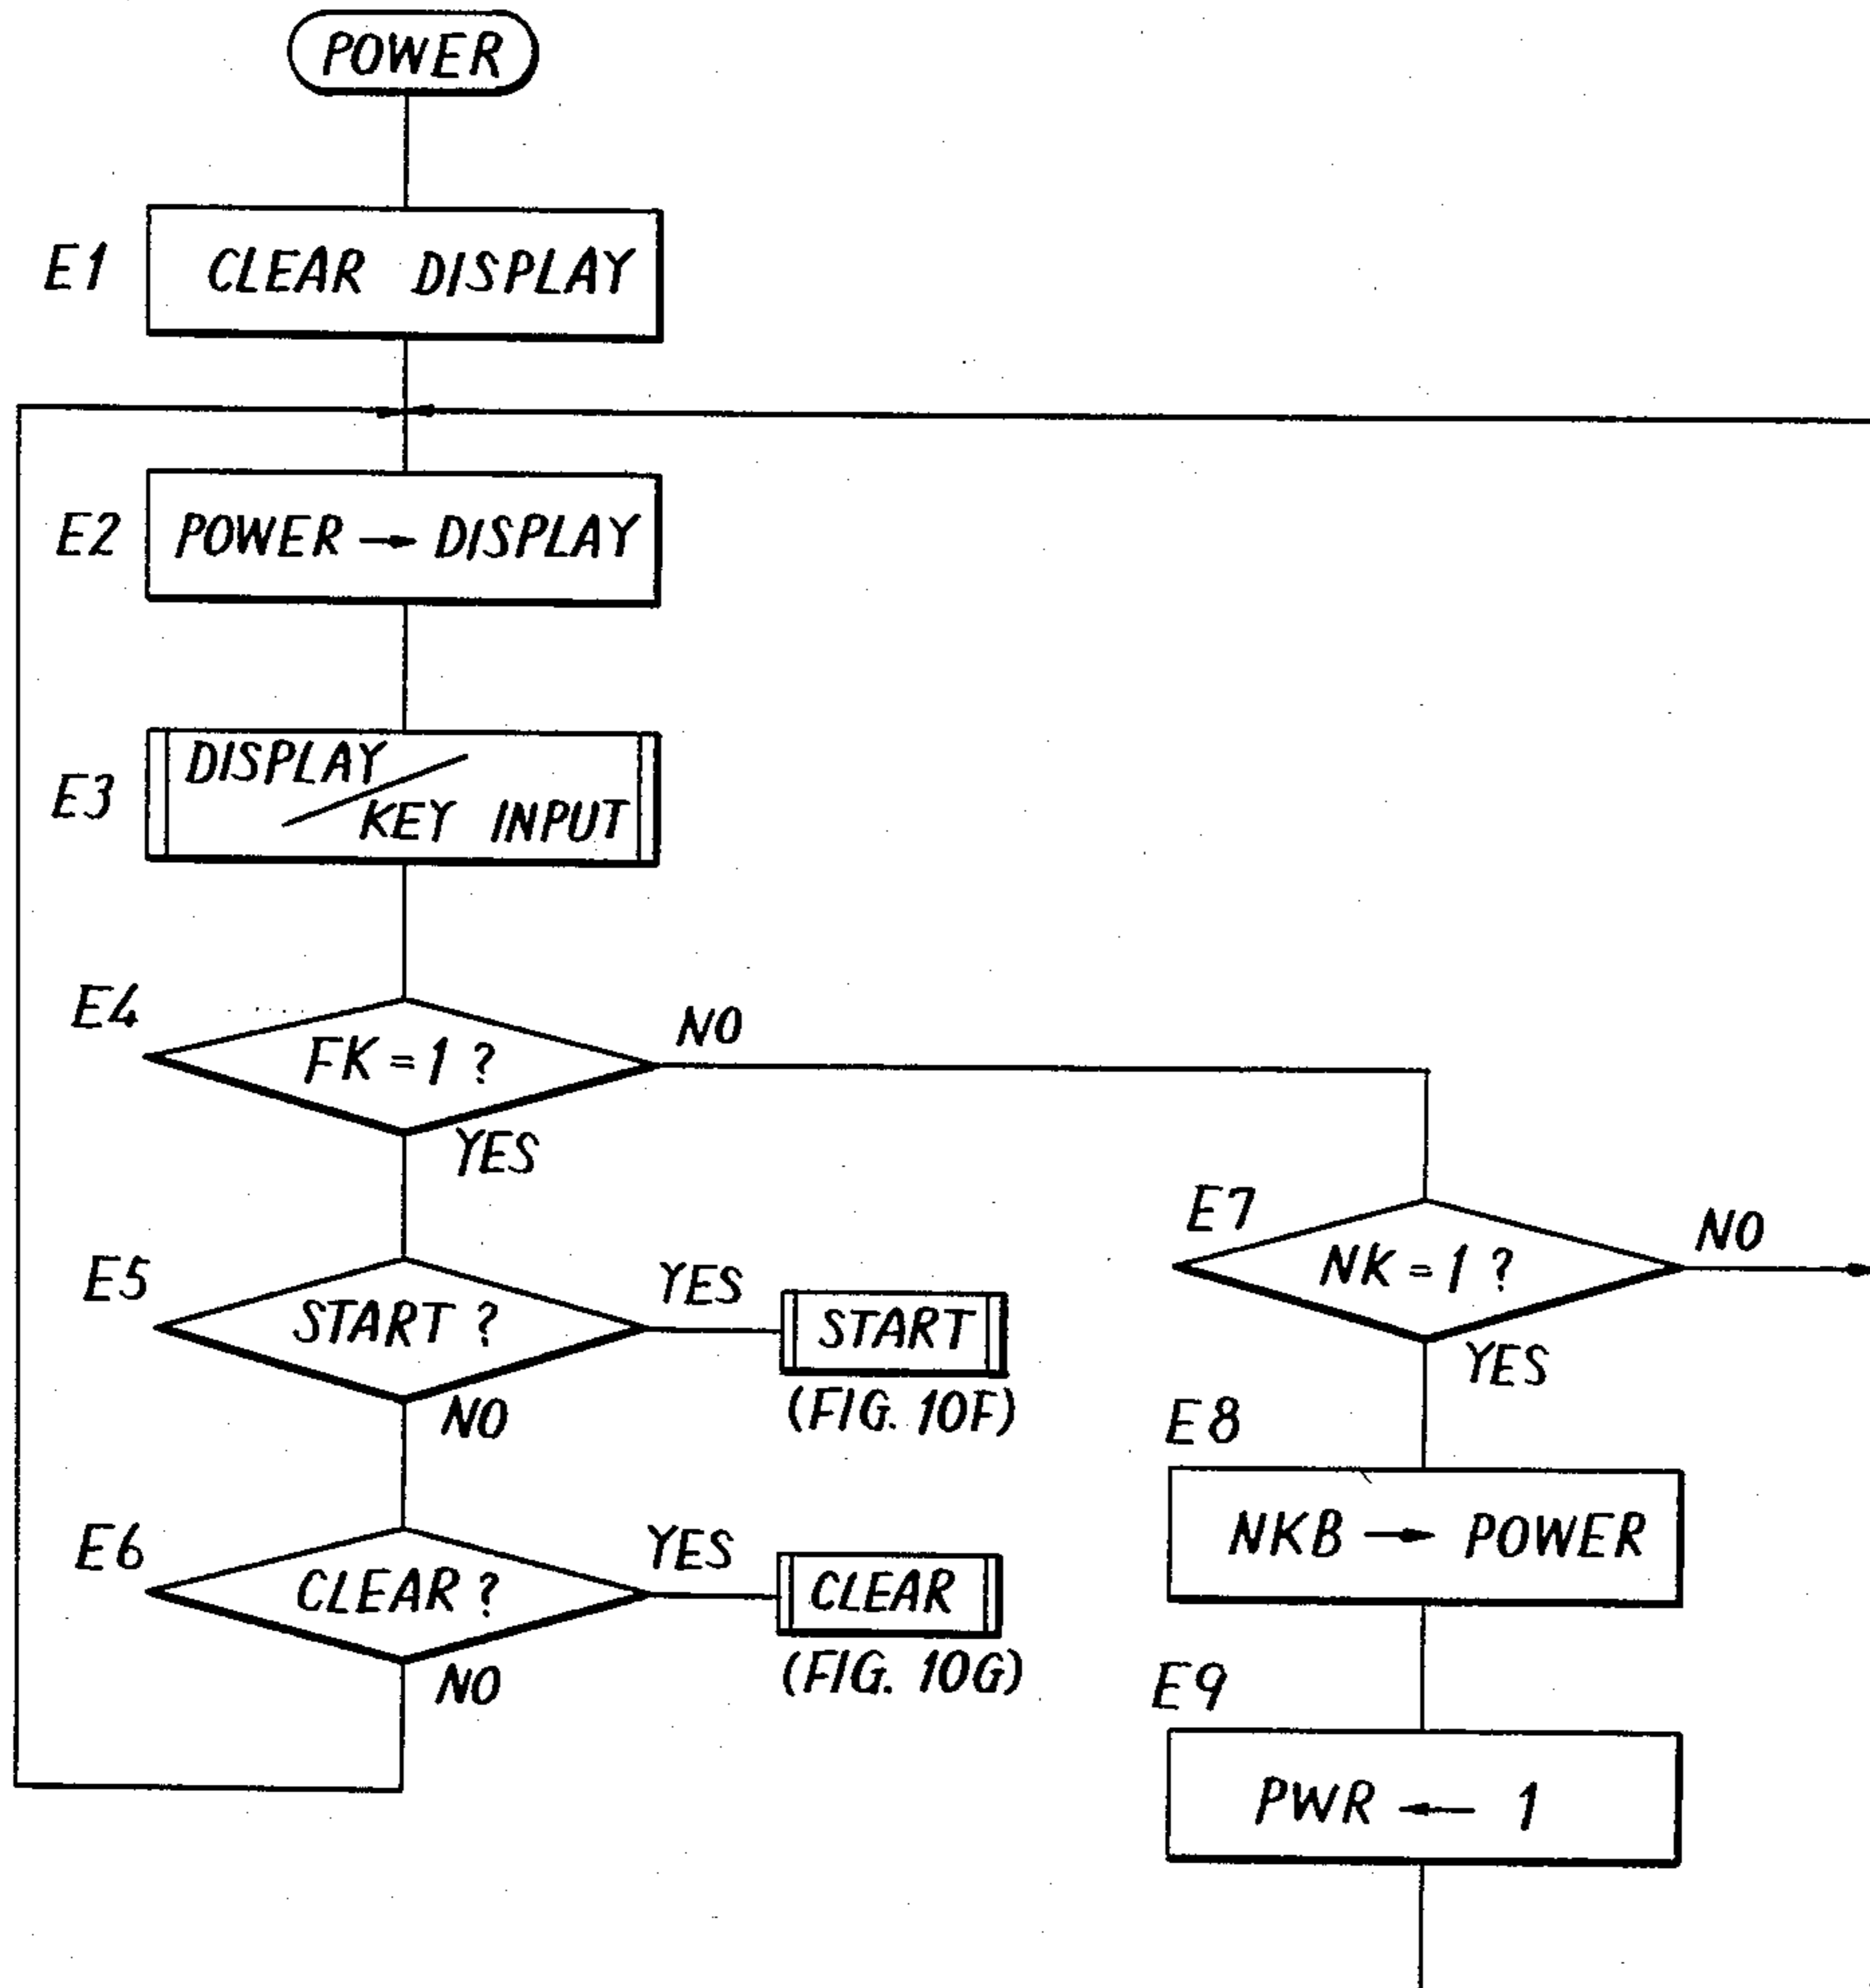 POWER
E1
CLEAR DISPLAY
E2
POWER → DISPLAY
E3
DISPLAY
/
KEY INPUT
E4
FK = 1 ?
NO
YES
E5
START ?
YES
START
(FIG. 10F)
NO
E6
CLEAR ?
YES
CLEAR
(FIG. 10G)
NO
E7
NK = 1 ?
NO
YES
E8
NKB → POWER
E9
PWR ← 1